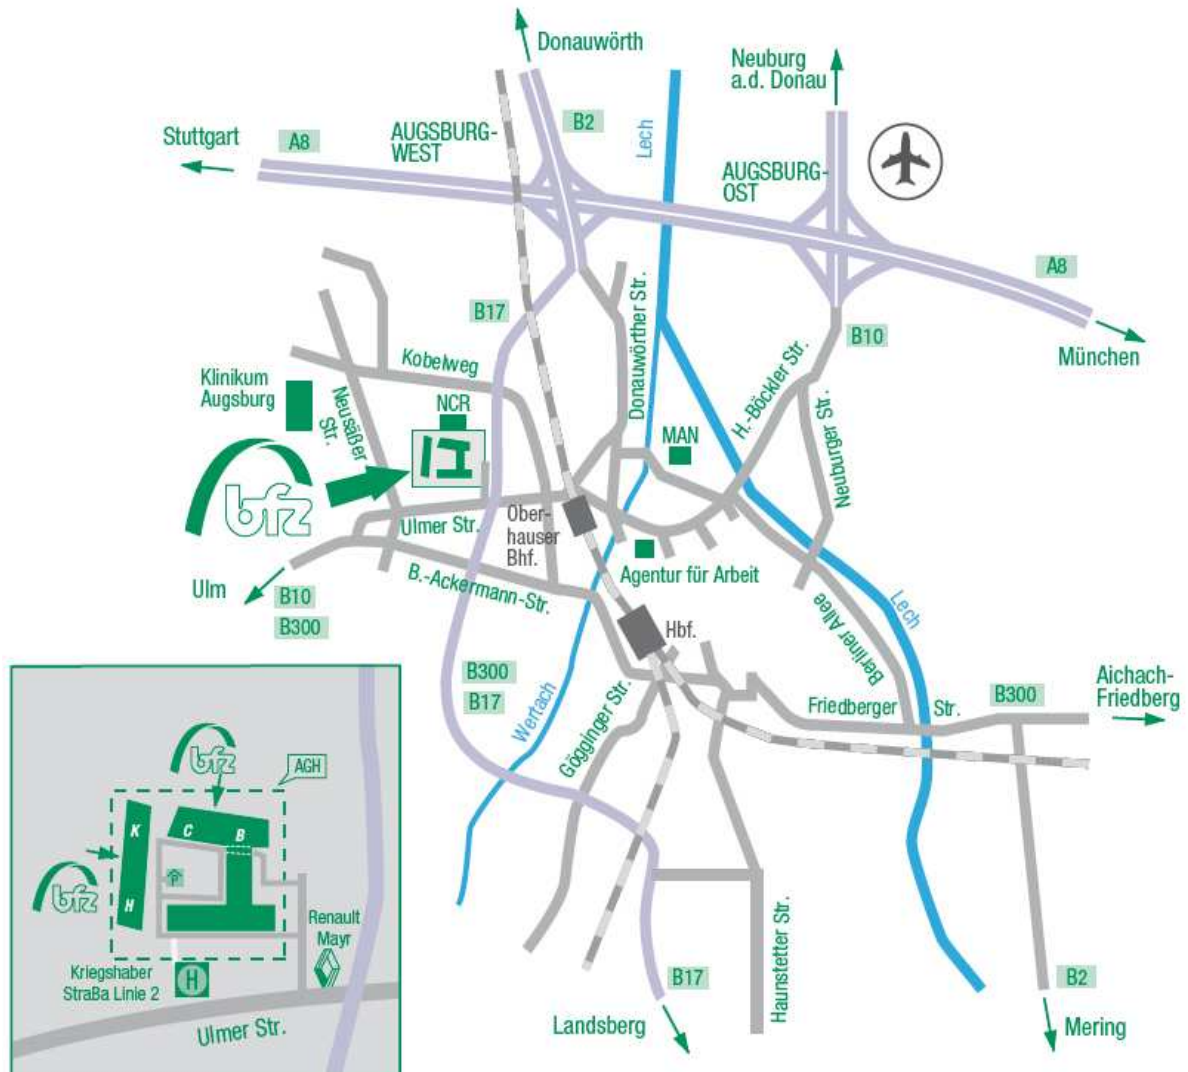 Donauwörth
Neuburg
a.d. Donau
B2
Stuttgart
A8
AUGSBURG-
WEST
Lech
AUGSBURG-
OST
A8
B17
Donauwörther Str.
B10
München
Kobelweg
H.-Böckler Str.
Klinikum
Augsburg
Neusäßer
Str.
NCR
MAN
Neuburger Str.
bfz
Ulmer Str.
Ober-
hauser
Bhf.
Agentur für Arbeit
Ulm
B10
B300
B.-Ackermann-Str.
Lech
Berliner Allee
Hbf.
B300
B17
Wertach
Gögginger Str.
Friedberger
Str.
B300
Aichach-
Friedberg
bfz
AGH
K
C
B
bfz
P
H
Renault
Mayr
Kriegshaber
StraBa Linie 2
H
Ulmer Str.
Haunstetter Str.
B17
Landsberg
B2
Mering